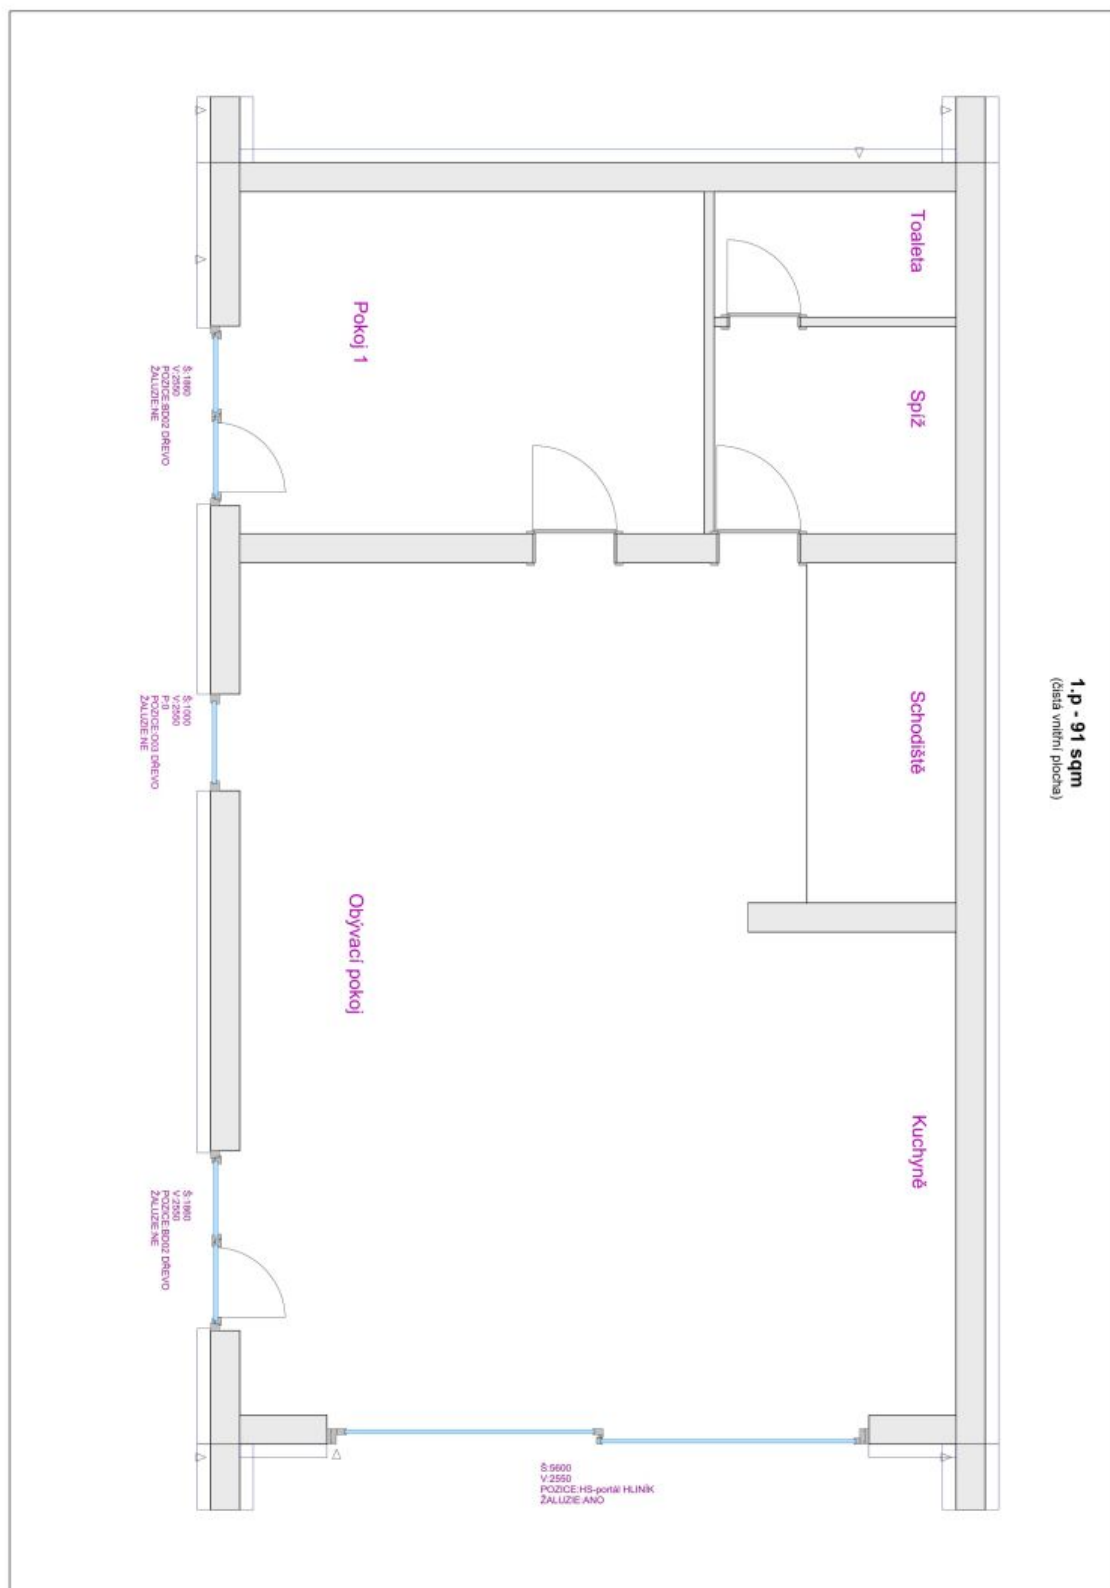 1.p - 91 sqm
(čistá vnitřní plocha)
Toaleta
Spíž
Schodiště
Kuchyně
Pokoj 1
Obývací pokoj
Š:1860
V:2550
POZICE:BD02 DŘEVO
ŽALUZIE:NE
Š:1000
V:2550
P:0
POZICE:O03 DŘEVO
ŽALUZIE:NE
Š:1860
V:2550
POZICE:BD02 DŘEVO
ŽALUZIE:NE
Š:5600
V:2550
POZICE:HS-portál HLINÍK
ŽALUZIE:ANO